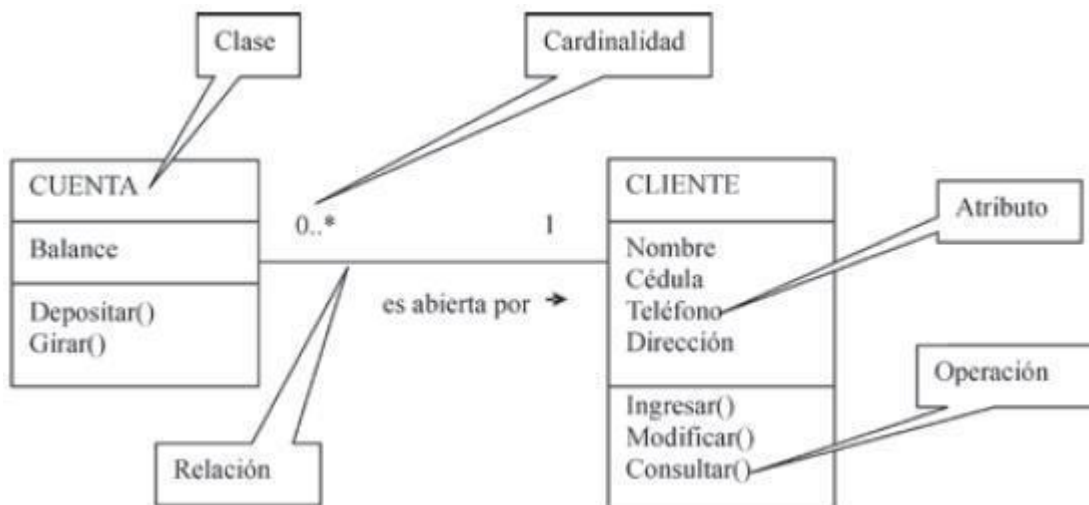 Clase
Cardinalidad
CUENTA
Balance
Depositar()
Girar()
0..*
1
es abierta por
CLIENTE
Nombre
Cédula
Teléfono
Dirección
Ingresar()
Modificar()
Consultar()
Atributo
Operación
Relación